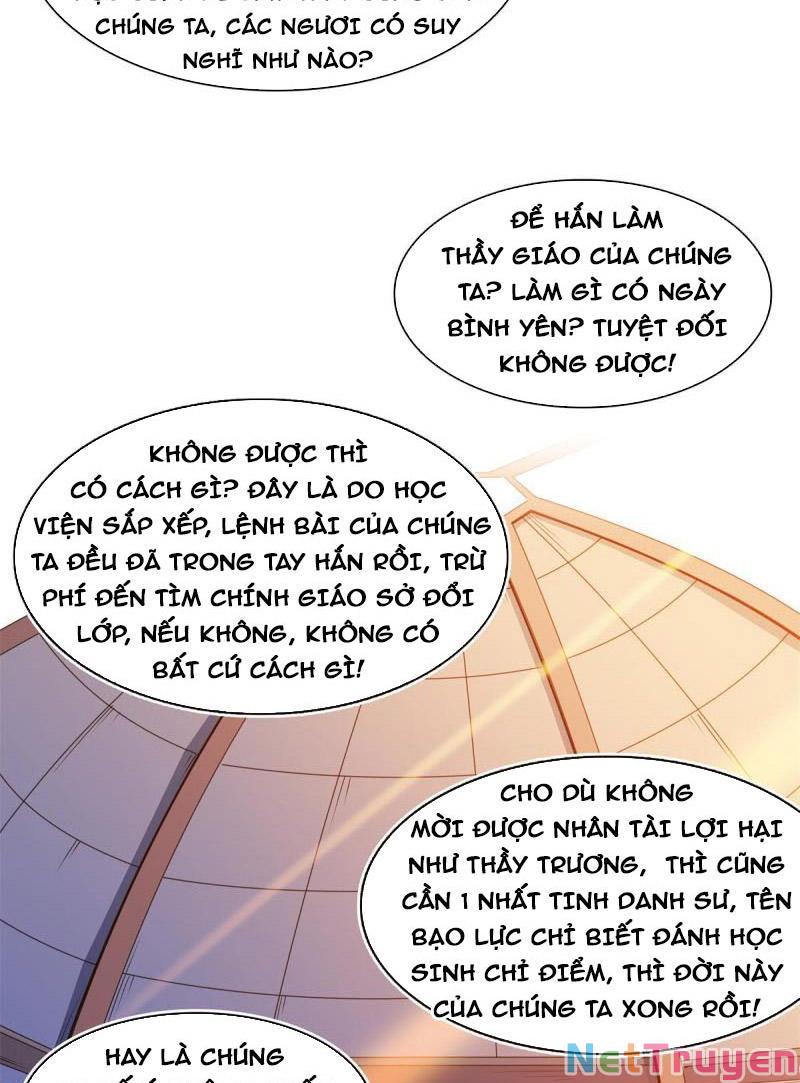 CHÚNG TA, CÁC NGƯƠI CÓ SUY
NGHĨ NHƯ NÀO?
ĐỂ HẮN LÀM
THẦY GIÁO CỦA CHÚNG
TA? LÀM GÌ CÓ NGÀY
BÌNH YÊN? TUYỆT ĐỐI
KHÔNG ĐƯỢC!
KHÔNG ĐƯỢC THÌ
CÓ CÁCH GÌ? ĐÂY LÀ DO HỌC
VIỆN SẮP XẾP, LỆNH BÀI CỦA CHÚNG
TA ĐỀU ĐÃ TRONG TAY HẮN RỒI, TRỪ
PHÍ ĐẾN TÌM CHÍNH GIÁO SỞ ĐỔI
LỚP, NẾU KHÔNG, KHÔNG CÓ
BẤT CỨ CÁCH GÌ!
CHO DÙ KHÔNG
MỜI ĐƯỢC NHÂN TÀI LỢI HẠI
NHƯ THẦY TRƯƠNG, THÌ CŨNG
CẦN 1 NHẤT TINH DANH SƯ, TÊN
BẠO LỰC CHỈ BIẾT ĐÁNH HỌC
SINH CHỈ ĐIỂM, THÌ ĐỜI NÀY
CỦA CHÚNG TA XONG RỒI!
HAY LÀ CHÚNG
NetTruyen